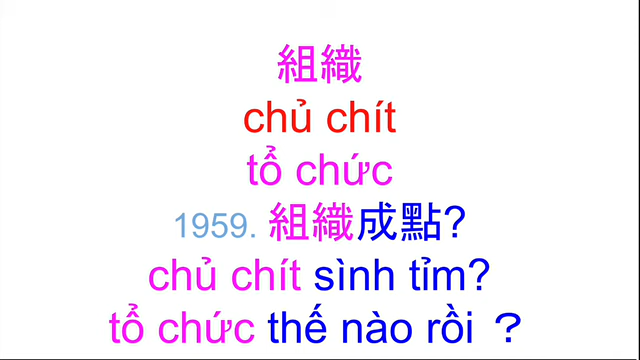 組織
chủ chít
tổ chức
1959. 組織成點?
chủ chít sình tỉm?
tổ chức thế nào rồi ？